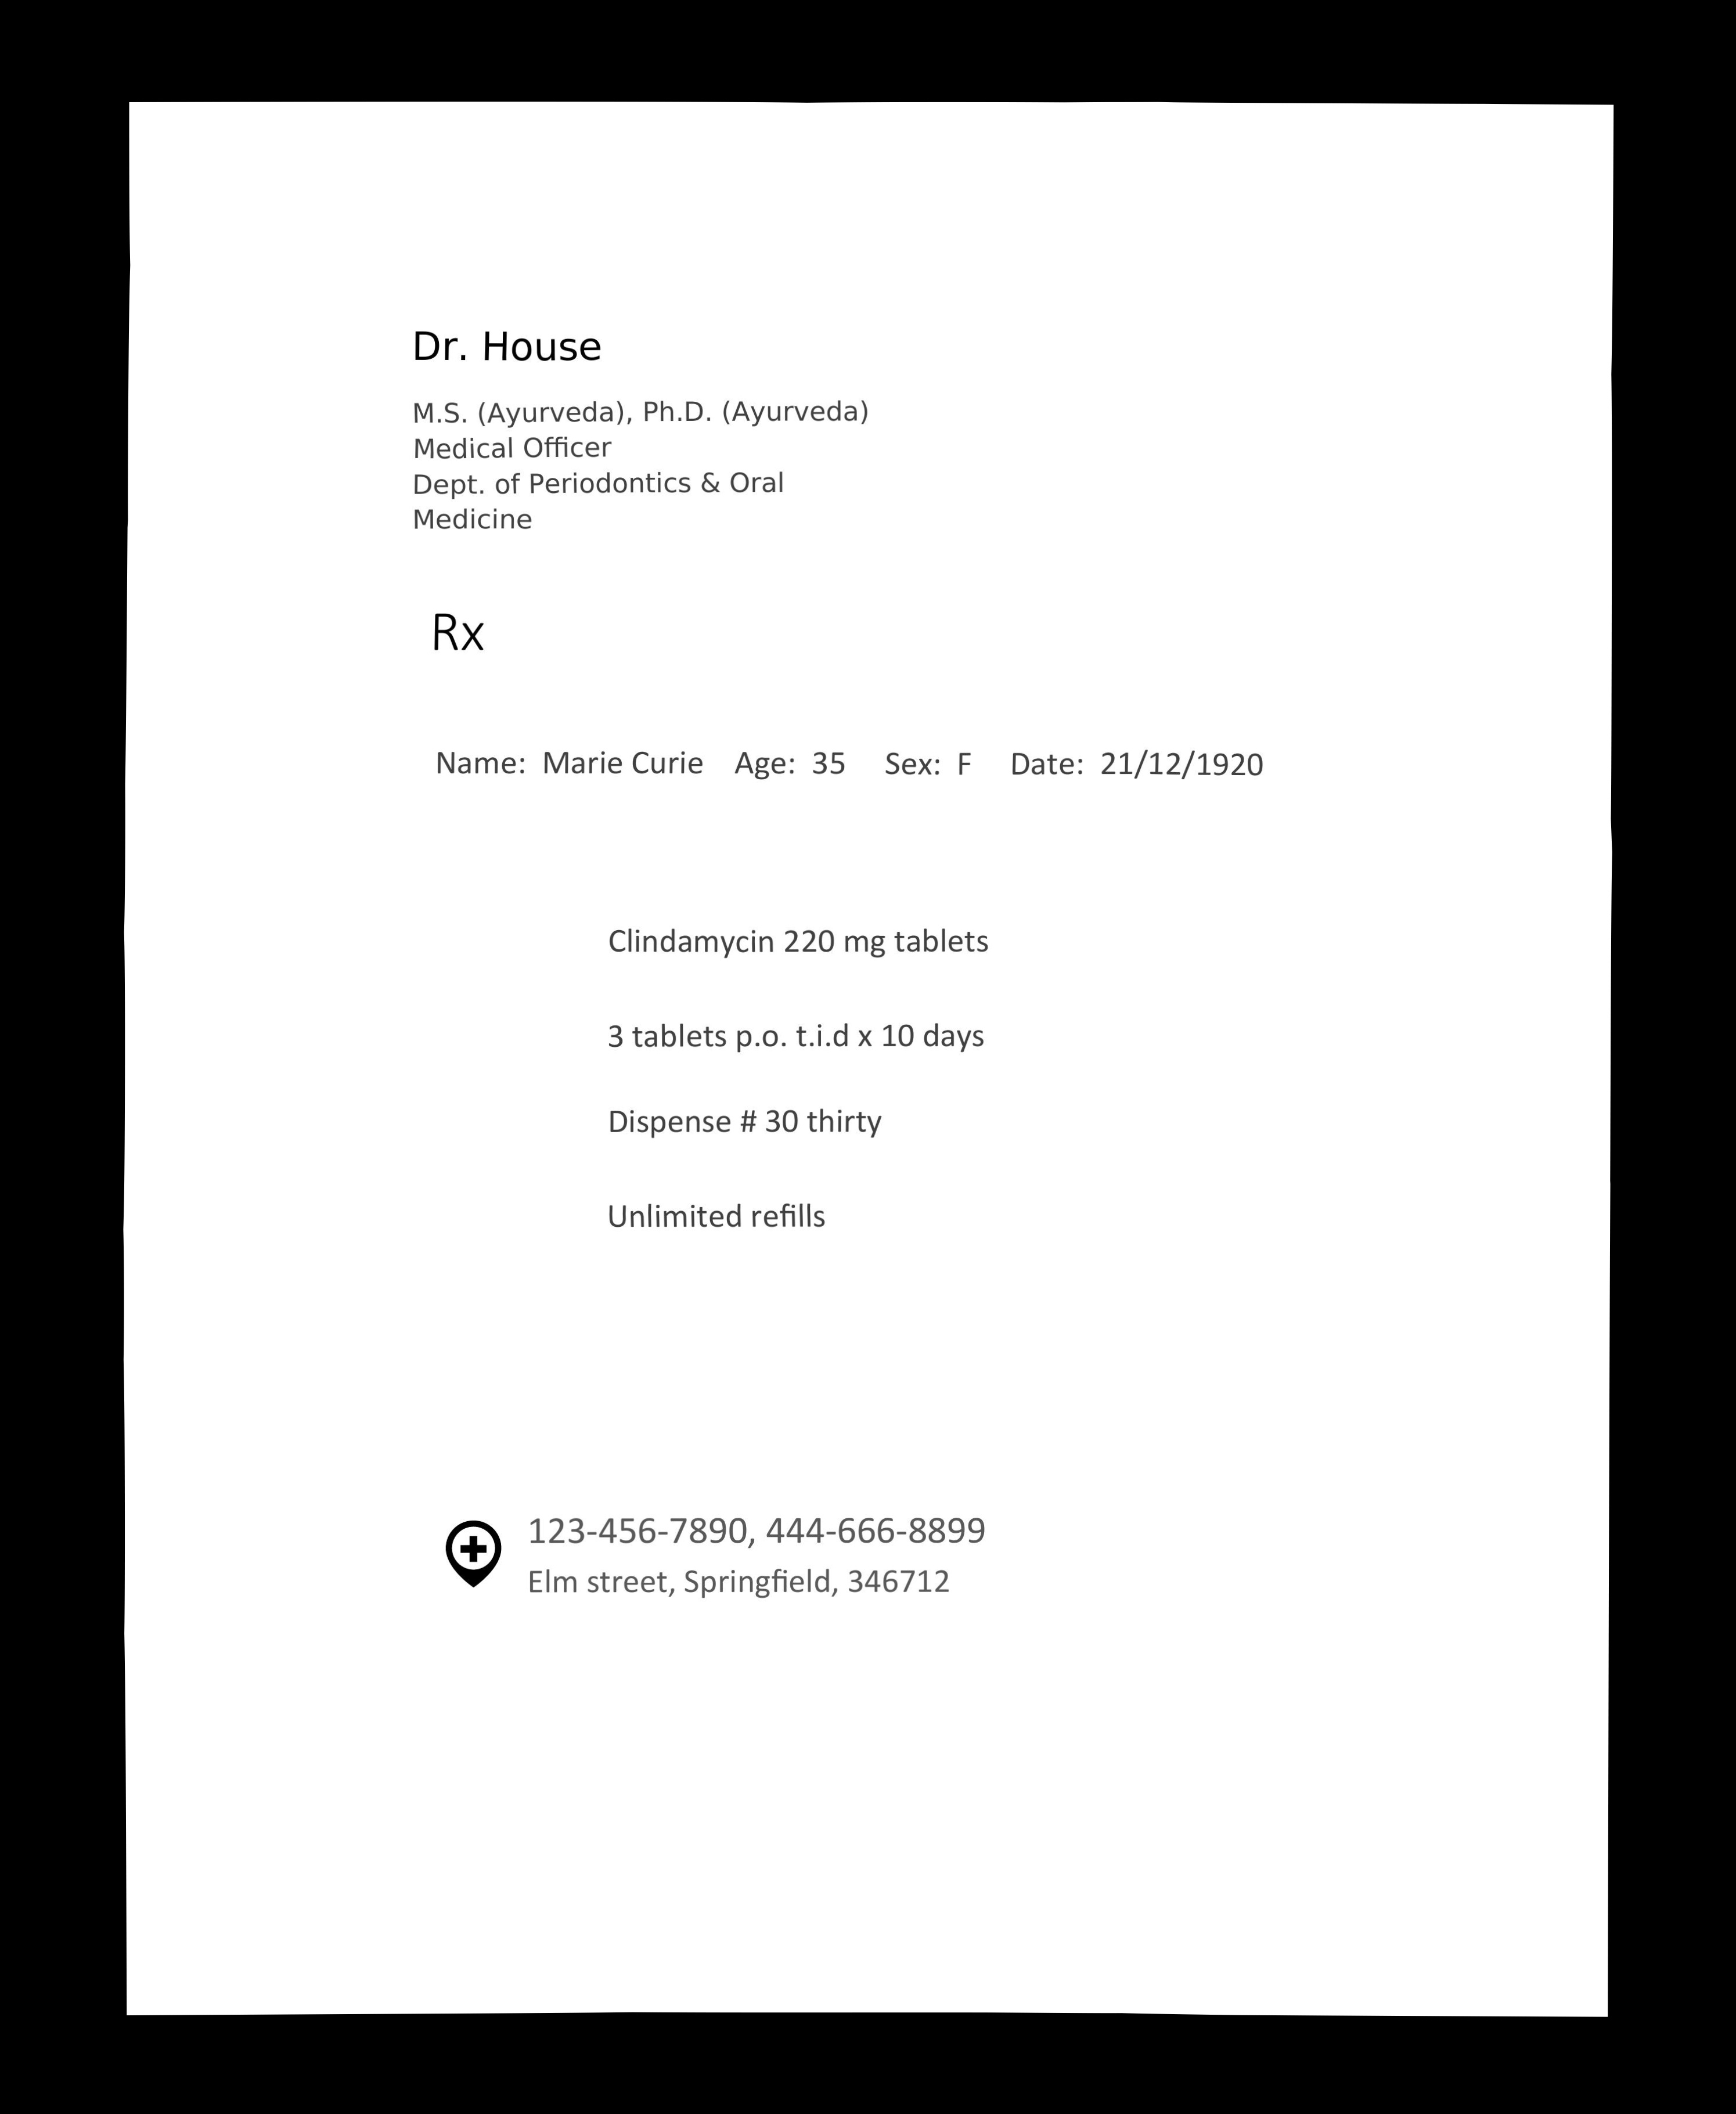 Dr. House
M.S. (Ayurveda), Ph.D. (Ayurveda)
Medical Officer
Dept. of Periodontics & Oral
Medicine
Rx
Name: Marie Curie Age: 35 Sex: F Date: 21/12/1920
Clindamycin 220 mg tablets
3 tablets p.o. t.i.d x 10 days
Dispense # 30 thirty
Unlimited refills
123-456-7890, 444-666-8899
Elm street, Springfield, 346712